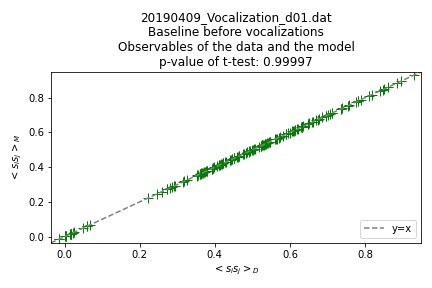 20190409_Vocalization_d01.dat
Baseline before vocalizations
Observables of the data and the model
p-value of t-test: 0.99997
< s_i s_j >_M
0.8
0.6
0.4
0.2
0.0
0.0 0.2 0.4 0.6 0.8
< s_i s_j >_D
y=x